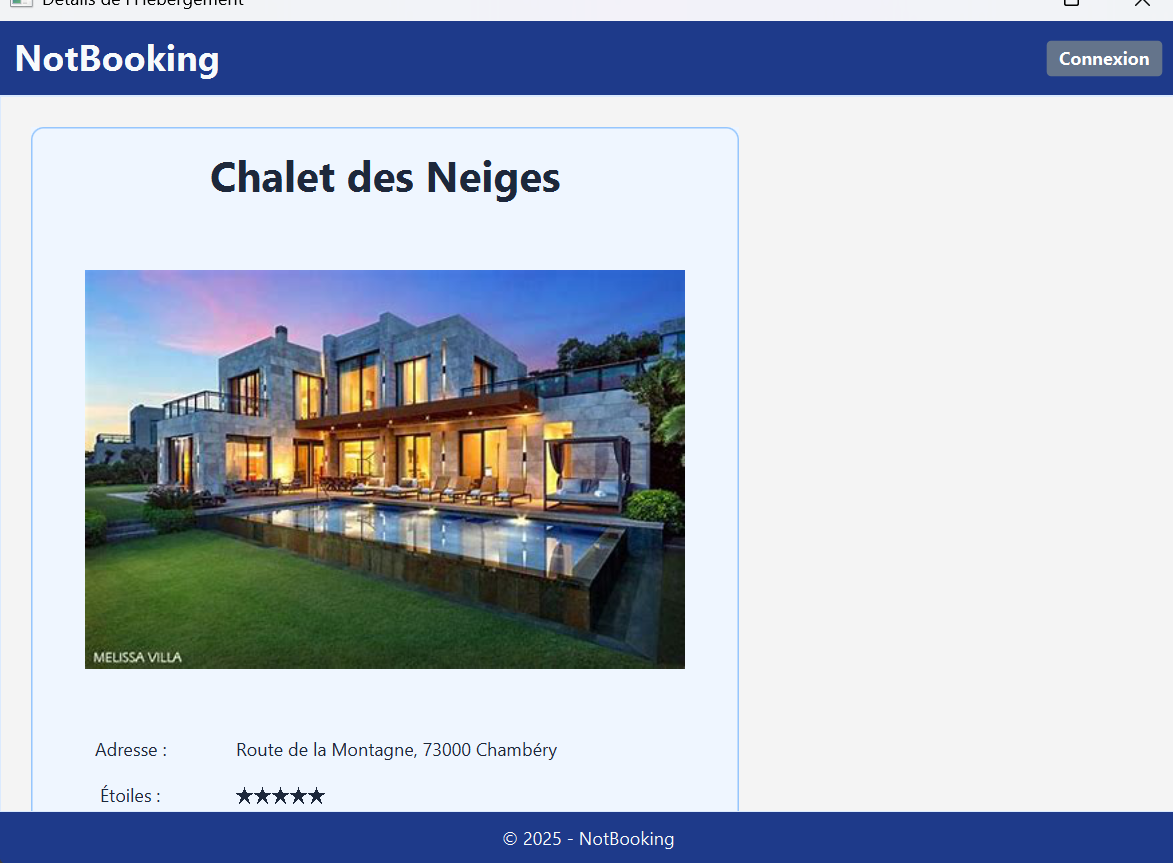 Détails de l'Hébergement
NotBooking
Connexion
Chalet des Neiges
MELISSA VILLA
Adresse :
Route de la Montagne, 73000 Chambéry
Étoiles :
★★★★★
© 2025 - NotBooking